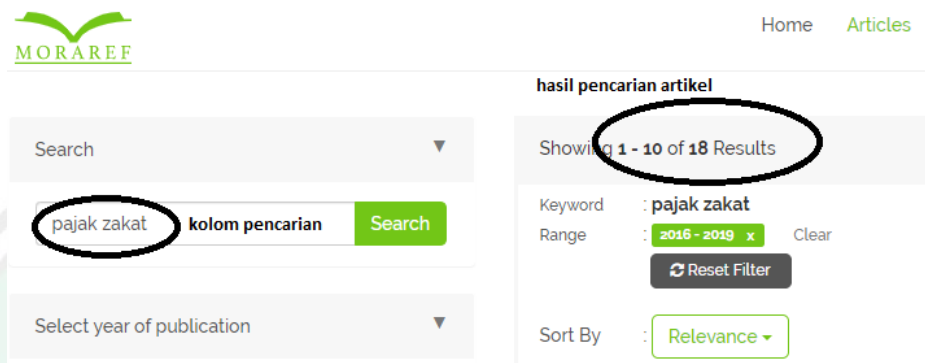 MORAREF
Home Articles
Search ▼
pajak zakat kolom pencarian Search
Select year of publication ▼
hasil pencarian artikel
Showing 1 - 10 of 18 Results
Keyword : pajak zakat
Range : 2016 - 2019 x Clear
Reset Filter
Sort By : Relevance